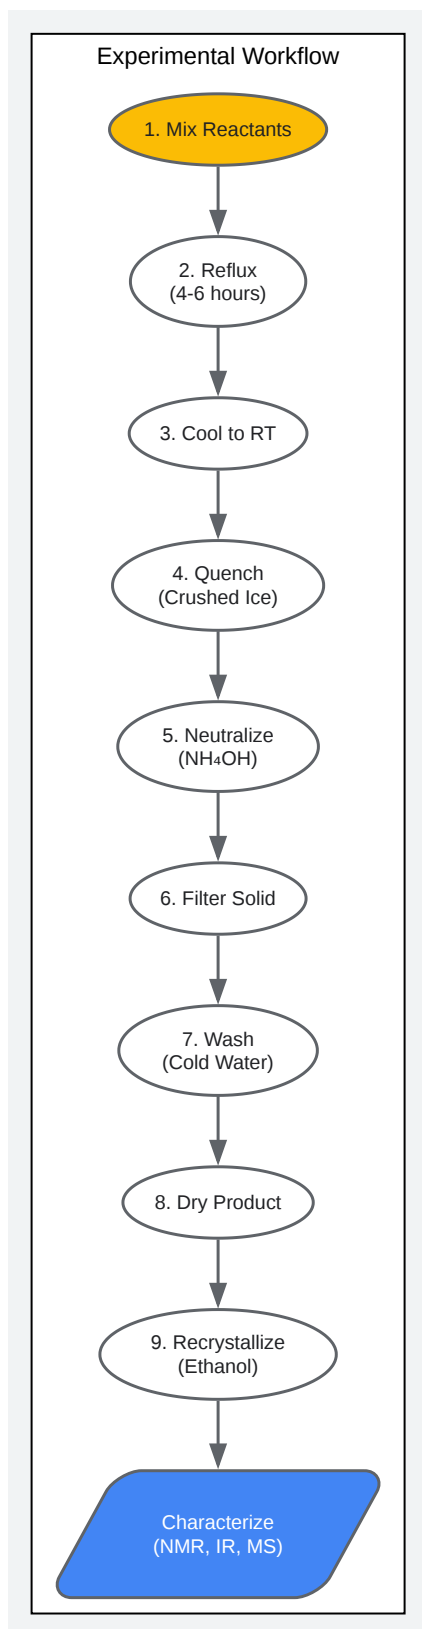 Experimental Workflow
1. Mix Reactants
2. Reflux
(4-6 hours)
3. Cool to RT
4. Quench
(Crushed Ice)
5. Neutralize
(NH₄OH)
6. Filter Solid
7. Wash
(Cold Water)
8. Dry Product
9. Recrystallize
(Ethanol)
Characterize
(NMR, IR, MS)